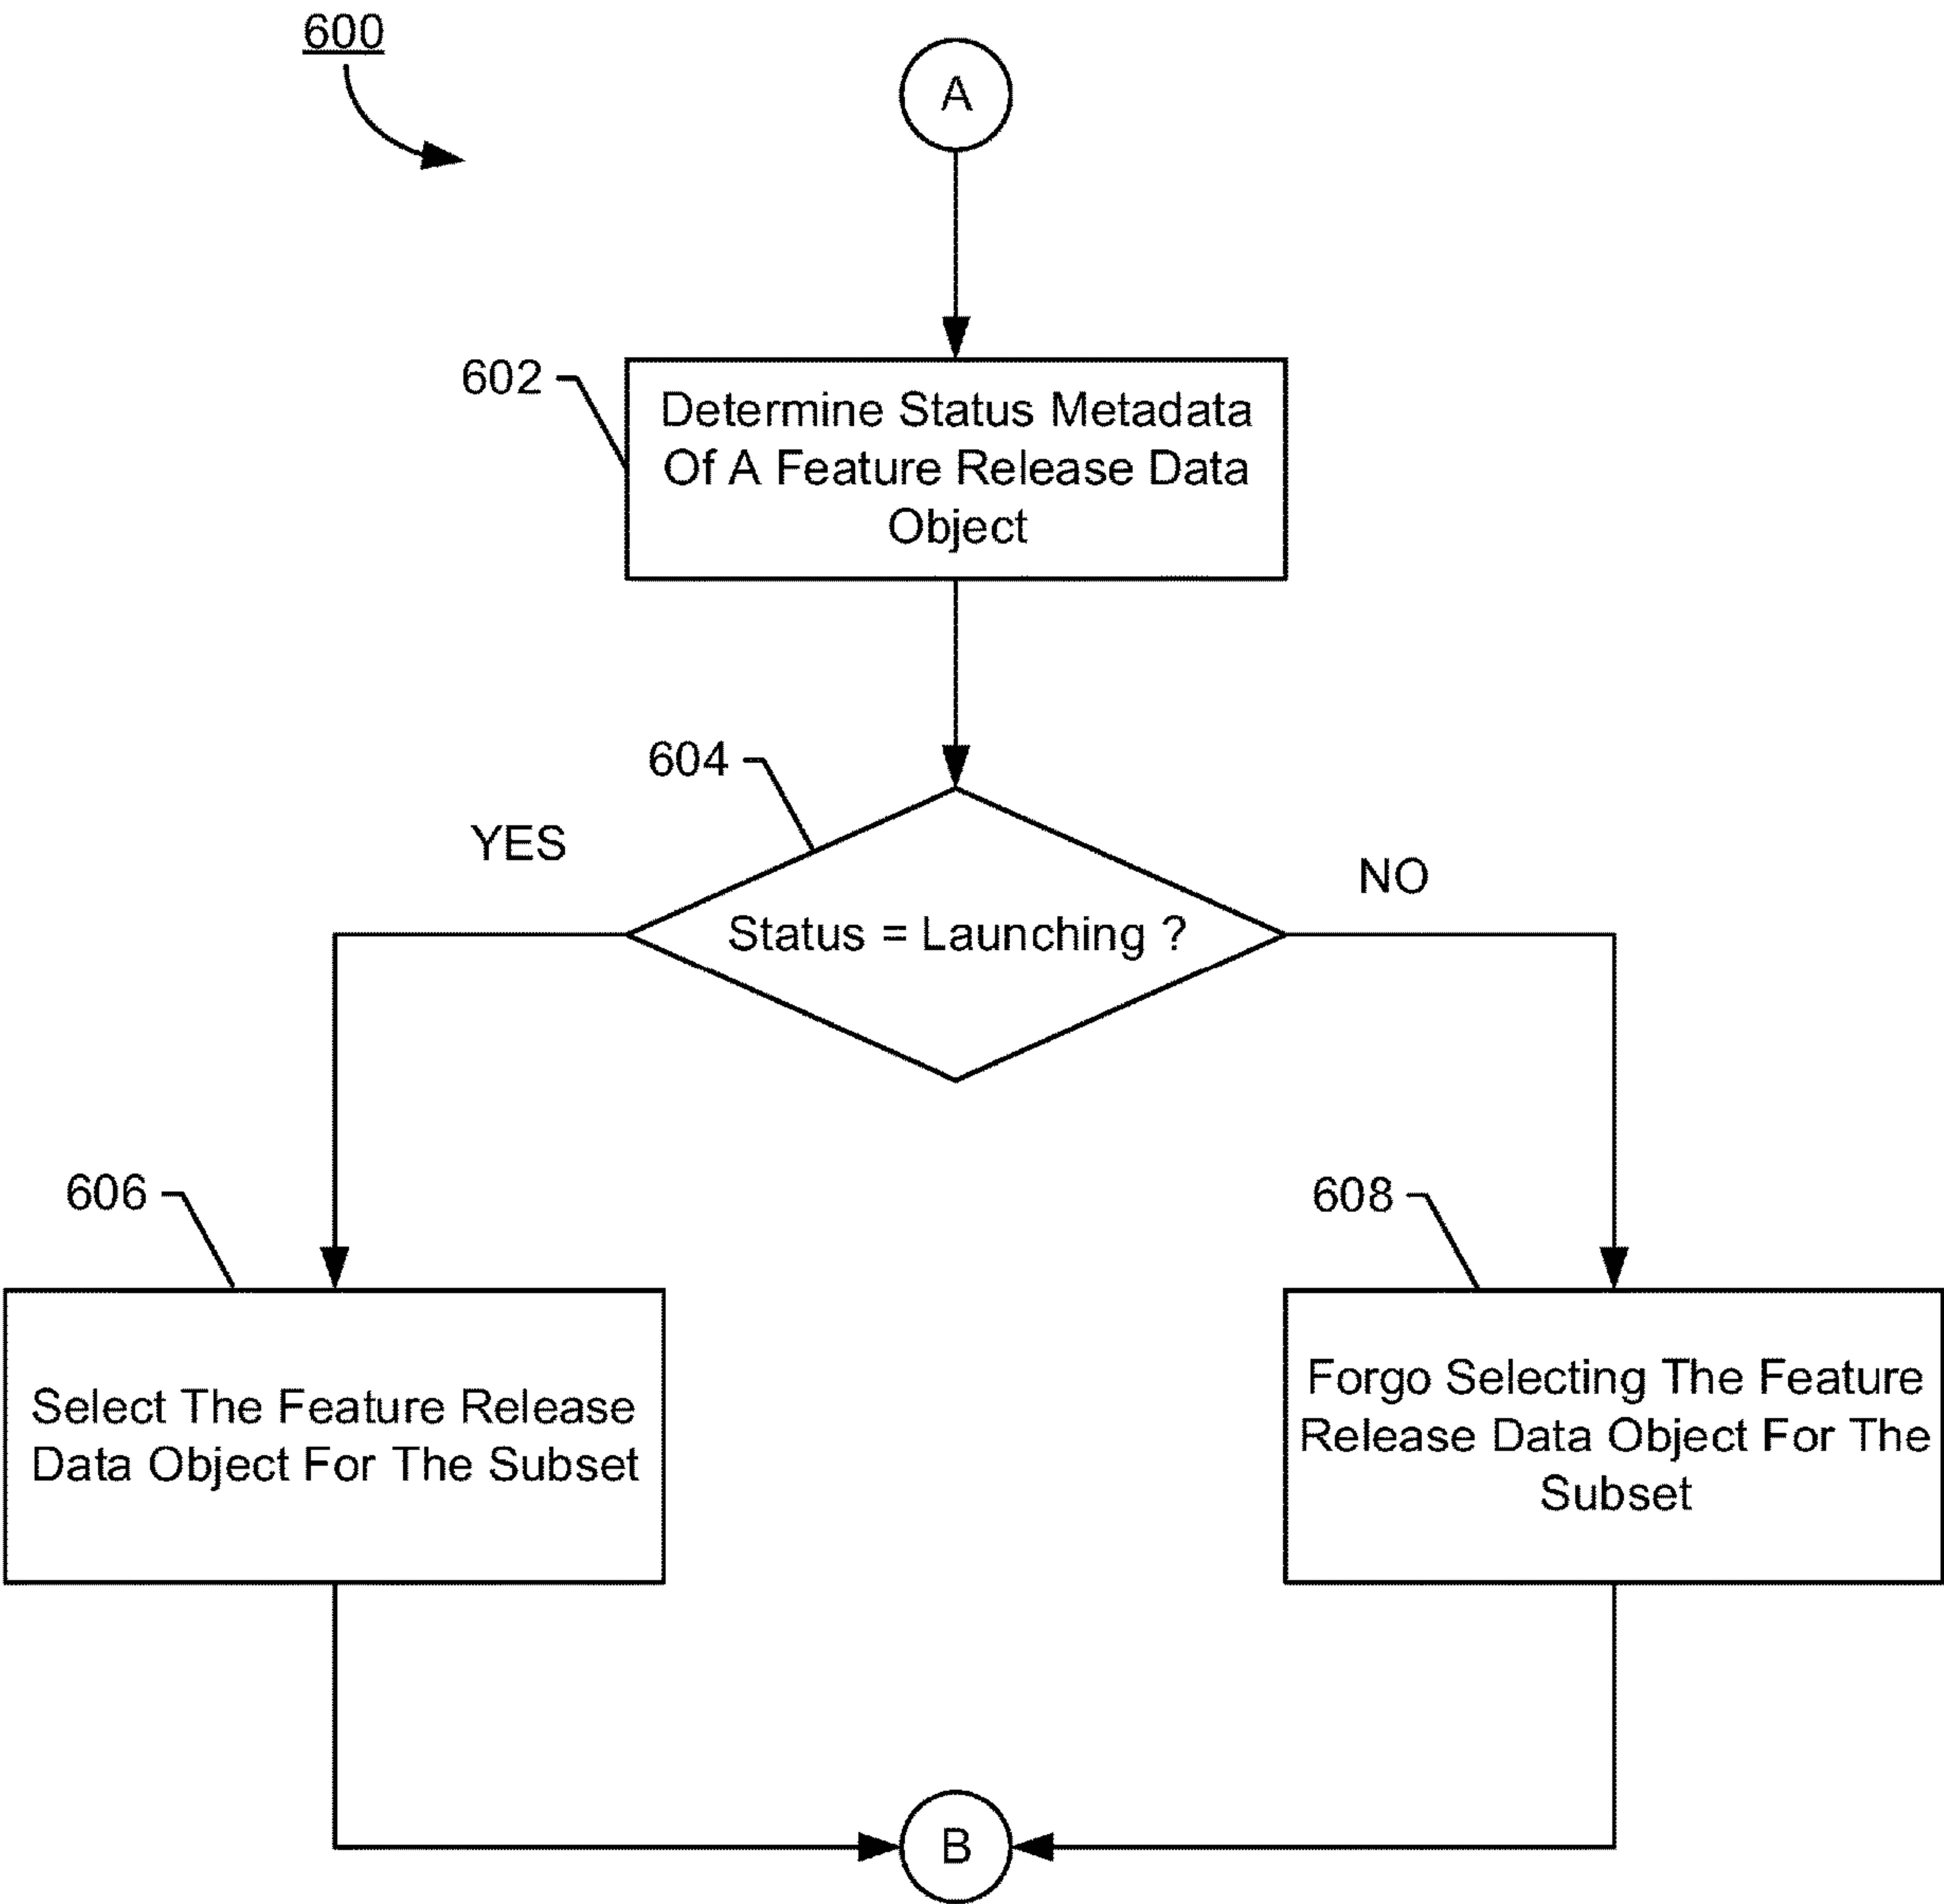 600
A
602
Determine Status Metadata
Of A Feature Release Data
Object
604
YES
NO
Status = Launching ?
606
608
Select The Feature Release
Data Object For The Subset
Forgo Selecting The Feature
Release Data Object For The
Subset
B